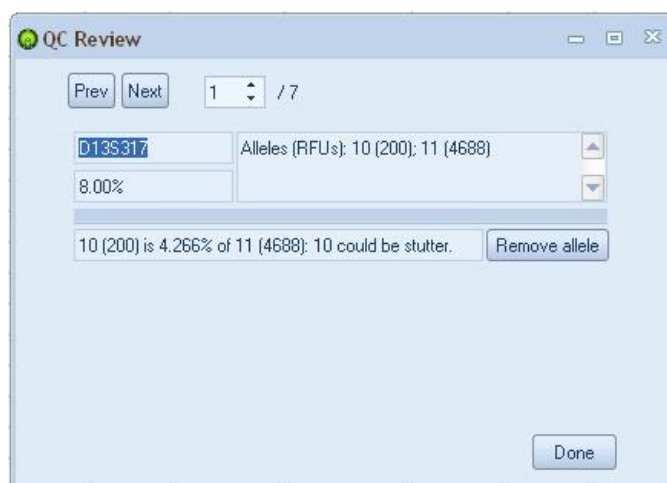 QC Review
Prev Next 1 / 7
D13S317 Alleles (RFUs): 10 (200); 11 (4688)
8.00%
10 (200) is 4.266% of 11 (4688): 10 could be stutter. Remove allele
Done